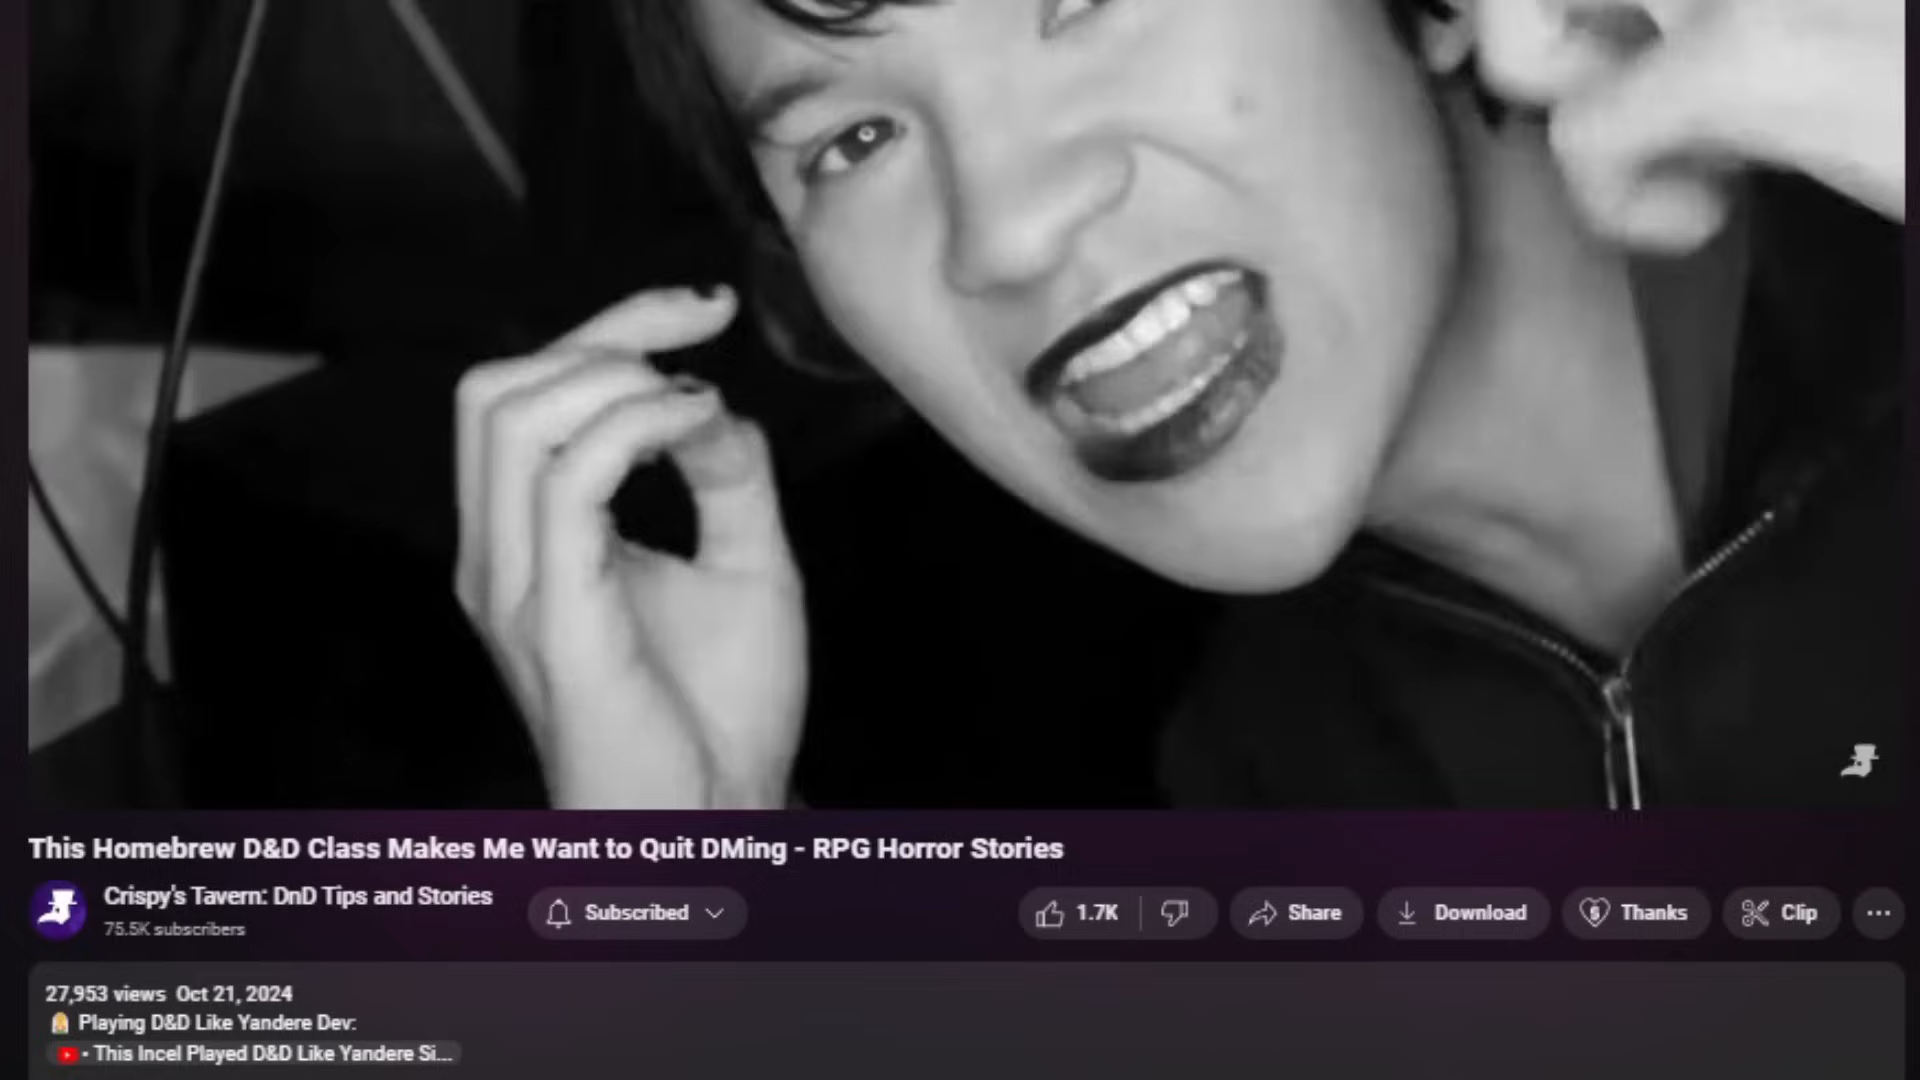 This Homebrew D&D Class Makes Me Want to Quit DMing - RPG Horror Stories
Crispy's Tavern: DnD Tips and Stories
75.5K subscribers
Subscribed
1.7K
Share
Download
Thanks
Clip
27,953 views Oct 21, 2024
Playing D&D Like Yandere Dev:
• This Incel Played D&D Like Yandere Si...